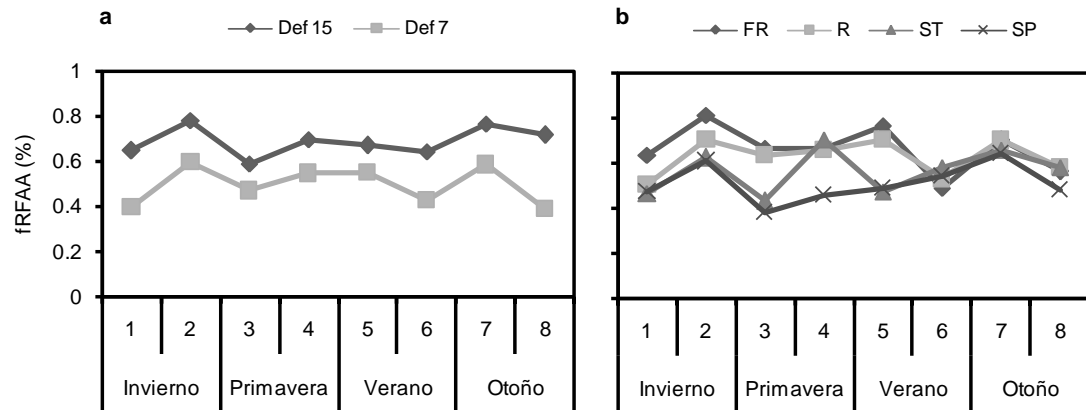 a
Def 15 Def 7
fRFAA (%)
1
0.8
0.6
0.4
0.2
0
1 2 3 4 5 6 7 8
Invierno Primavera Verano Otoño
b
FR R ST SP
1 2 3 4 5 6 7 8
Invierno Primavera Verano Otoño